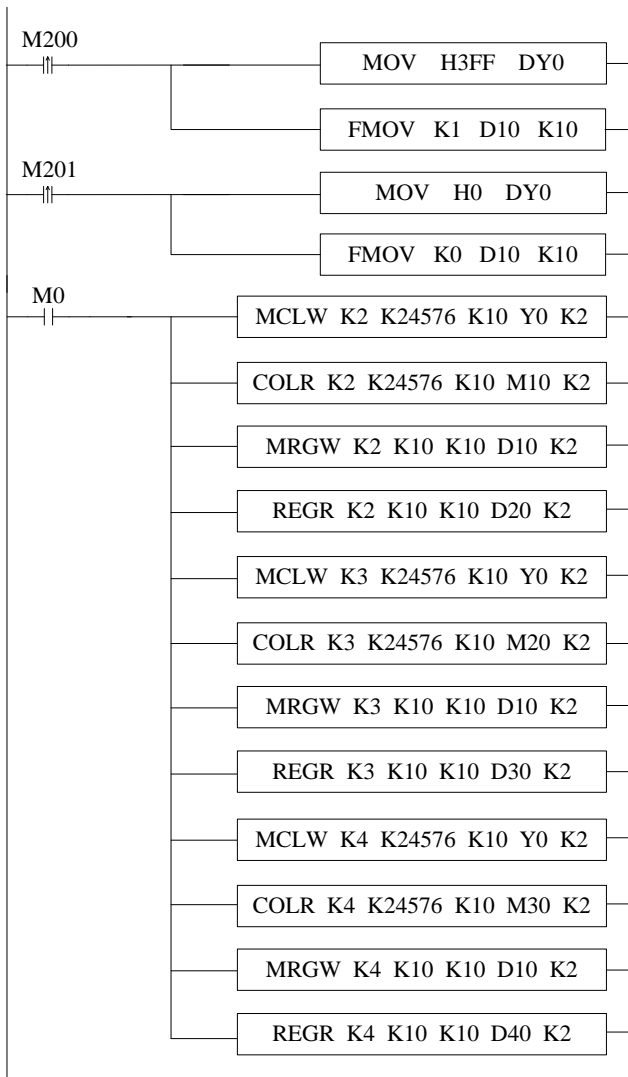 M200
MOV H3FF DY0
FMOV K1 D10 K10
M201
MOV H0 DY0
FMOV K0 D10 K10
M0
MCLW K2 K24576 K10 Y0 K2
COLR K2 K24576 K10 M10 K2
MRGW K2 K10 K10 D10 K2
REGR K2 K10 K10 D20 K2
MCLW K3 K24576 K10 Y0 K2
COLR K3 K24576 K10 M20 K2
MRGW K3 K10 K10 D10 K2
REGR K3 K10 K10 D30 K2
MCLW K4 K24576 K10 Y0 K2
COLR K4 K24576 K10 M30 K2
MRGW K4 K10 K10 D10 K2
REGR K4 K10 K10 D40 K2